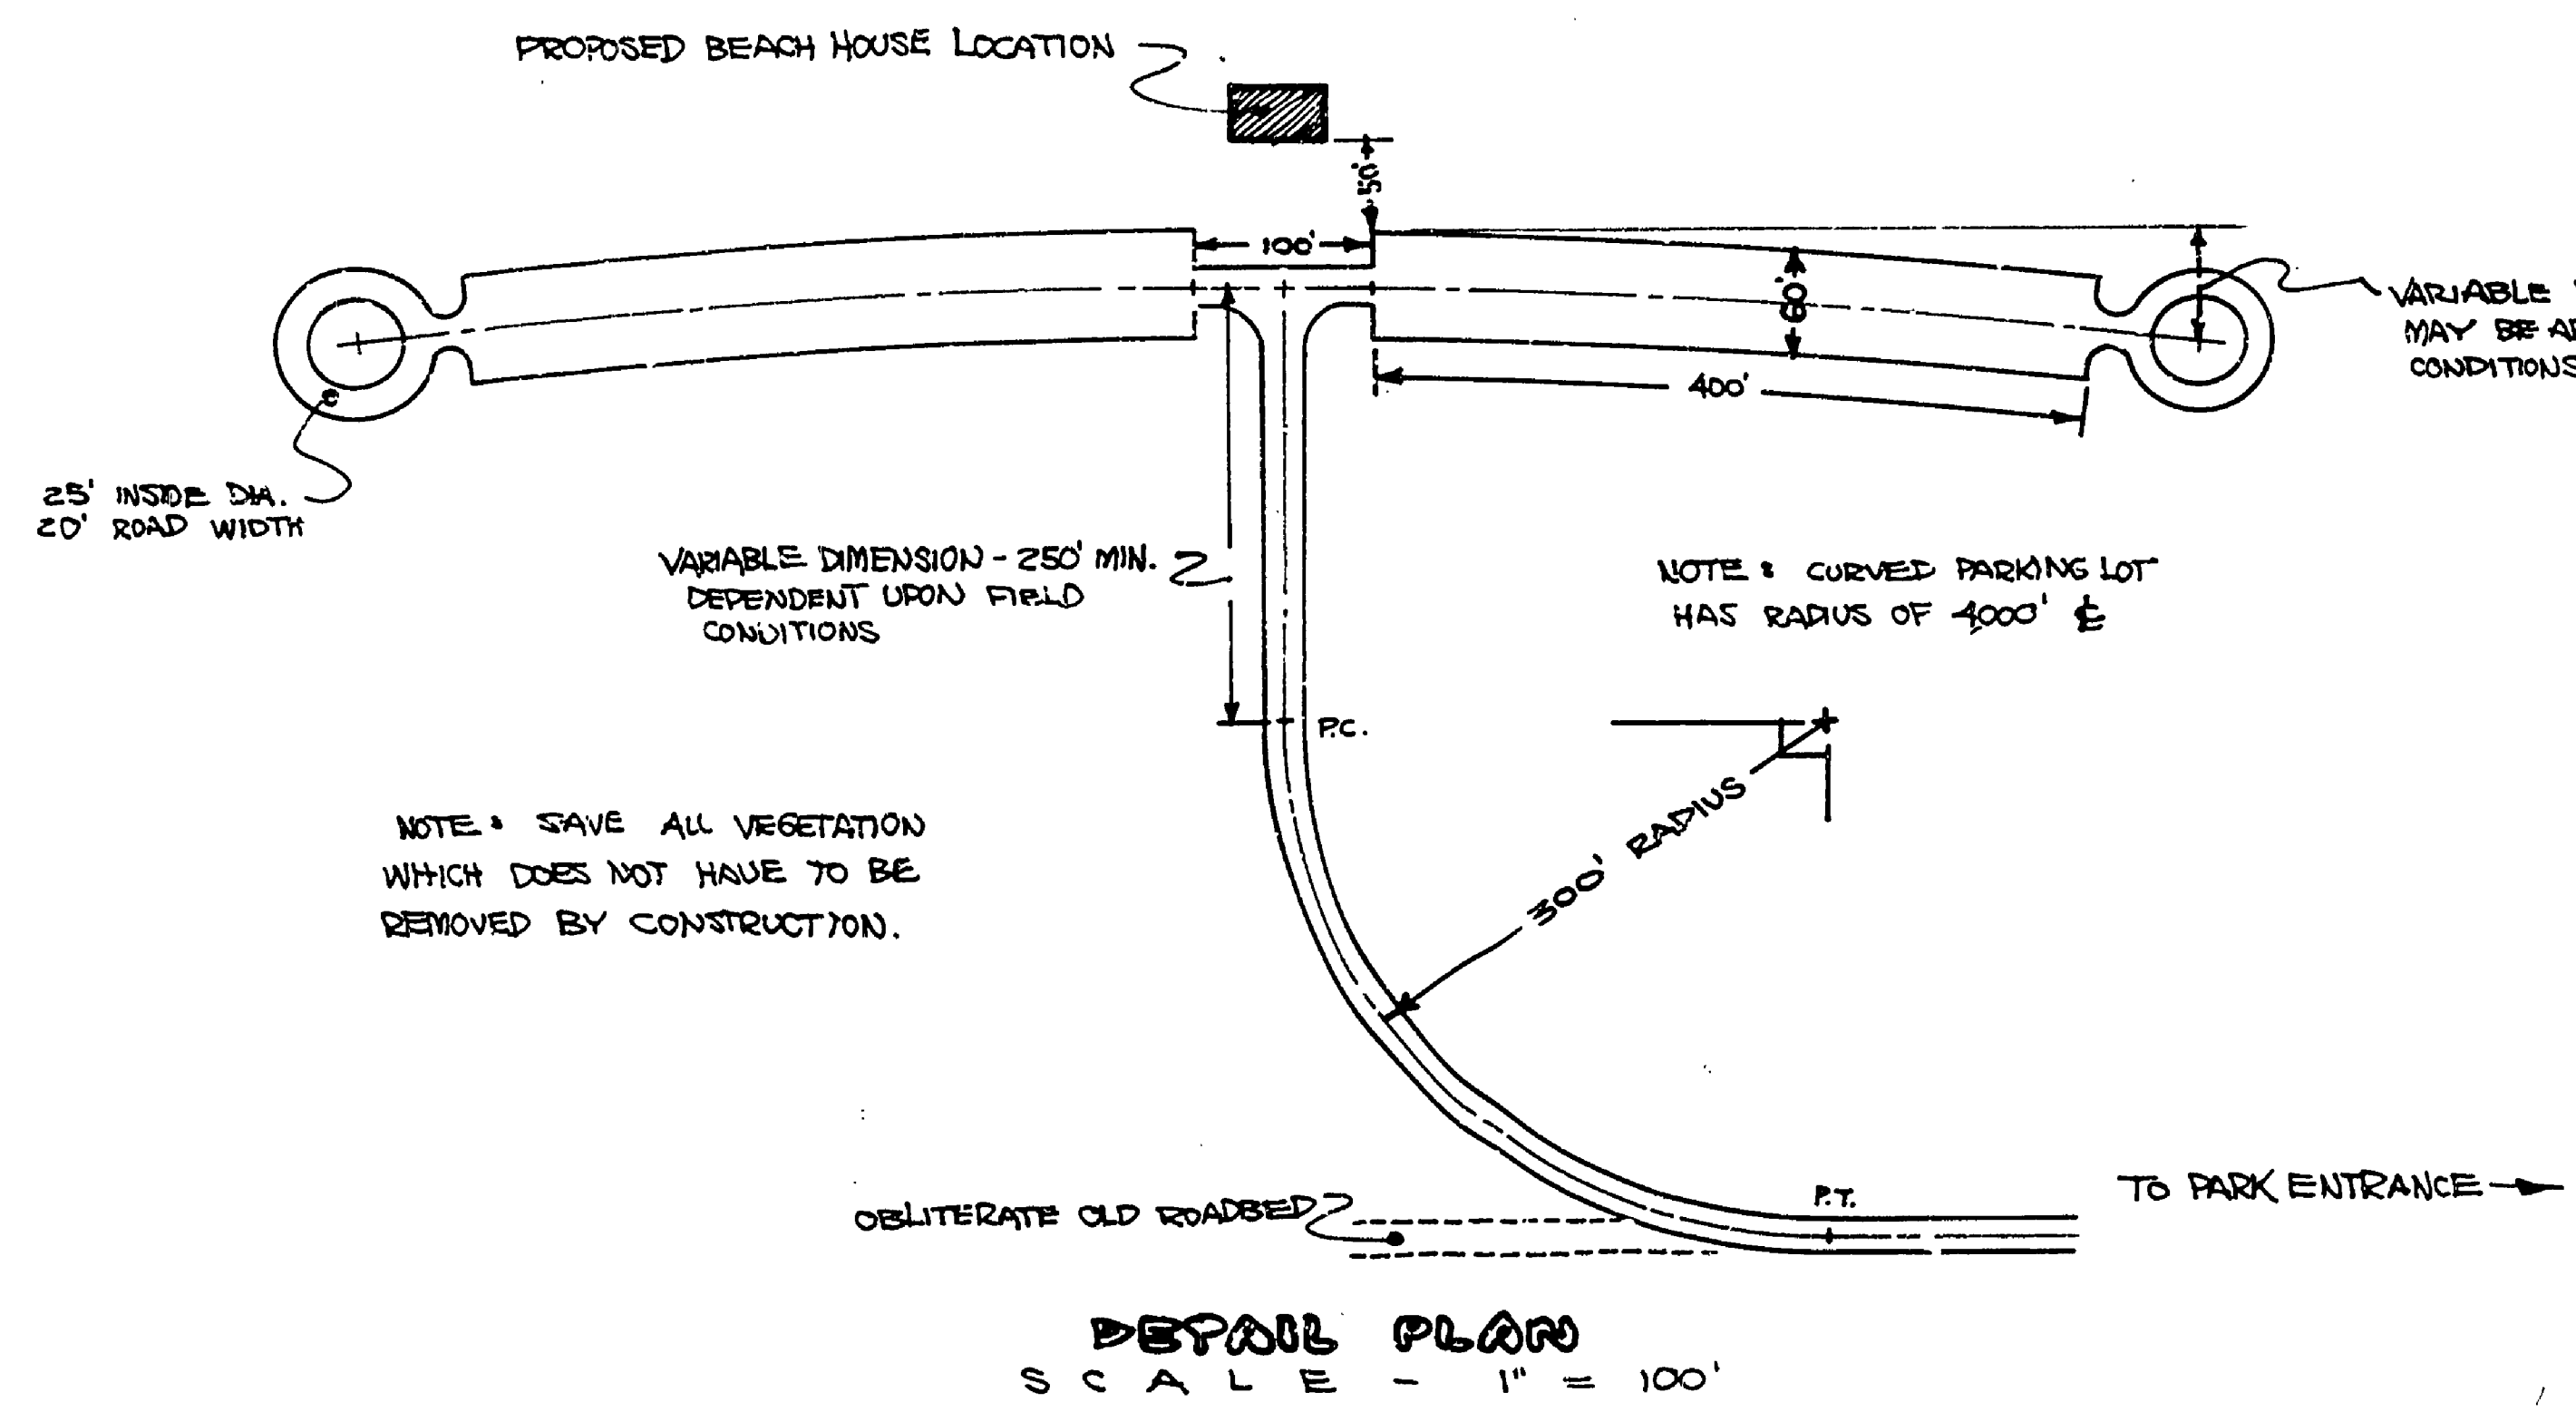 PROPOSED BEACH HOUSE LOCATION
50'
100'
60'
400'
VARIABLE
MAY BE
CONDITIONS
25' INSIDE DIA.
20' ROAD WIDTH
VARIABLE DIMENSION - 250' MIN.
DEPENDENT UPON FIELD
CONDITIONS
NOTE: CURVED PARKING LOT
HAS RADIUS OF 4,000' ℄
P.C.
300' RADIUS
NOTE: SAVE ALL VEGETATION
WHICH DOES NOT HAVE TO BE
REMOVED BY CONSTRUCTION.
P.T.
TO PARK ENTRANCE
OBLITERATE OLD ROADBED
DETAIL PLAN
SCALE - 1" = 100'